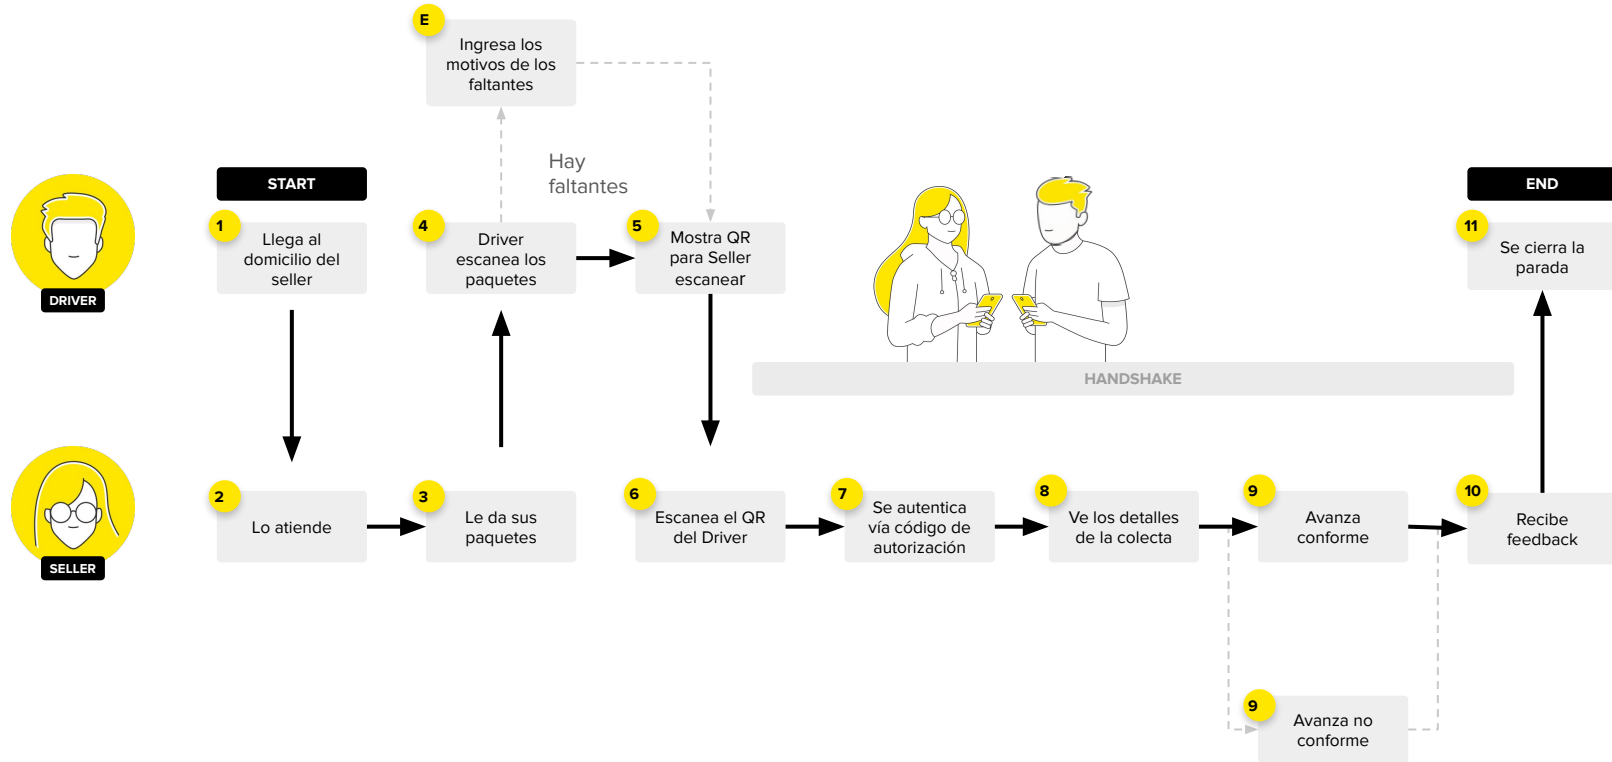 E
Ingresa los
motivos de los
faltantes
Hay
faltantes
START
END
1
Llega al
domicilio del
seller
4
Driver
escanea los
paquetes
5
Mostra QR
para Seller
escanear
11
Se cierra la
parada
DRIVER
HANDSHAKE
2
Lo atiende
3
Le da sus
paquetes
6
Escanea el QR
del Driver
7
Se autentica
vía código de
autorización
8
Ve los detalles
de la colecta
9
Avanza
conforme
10
Recibe
feedback
SELLER
9
Avanza no
conforme